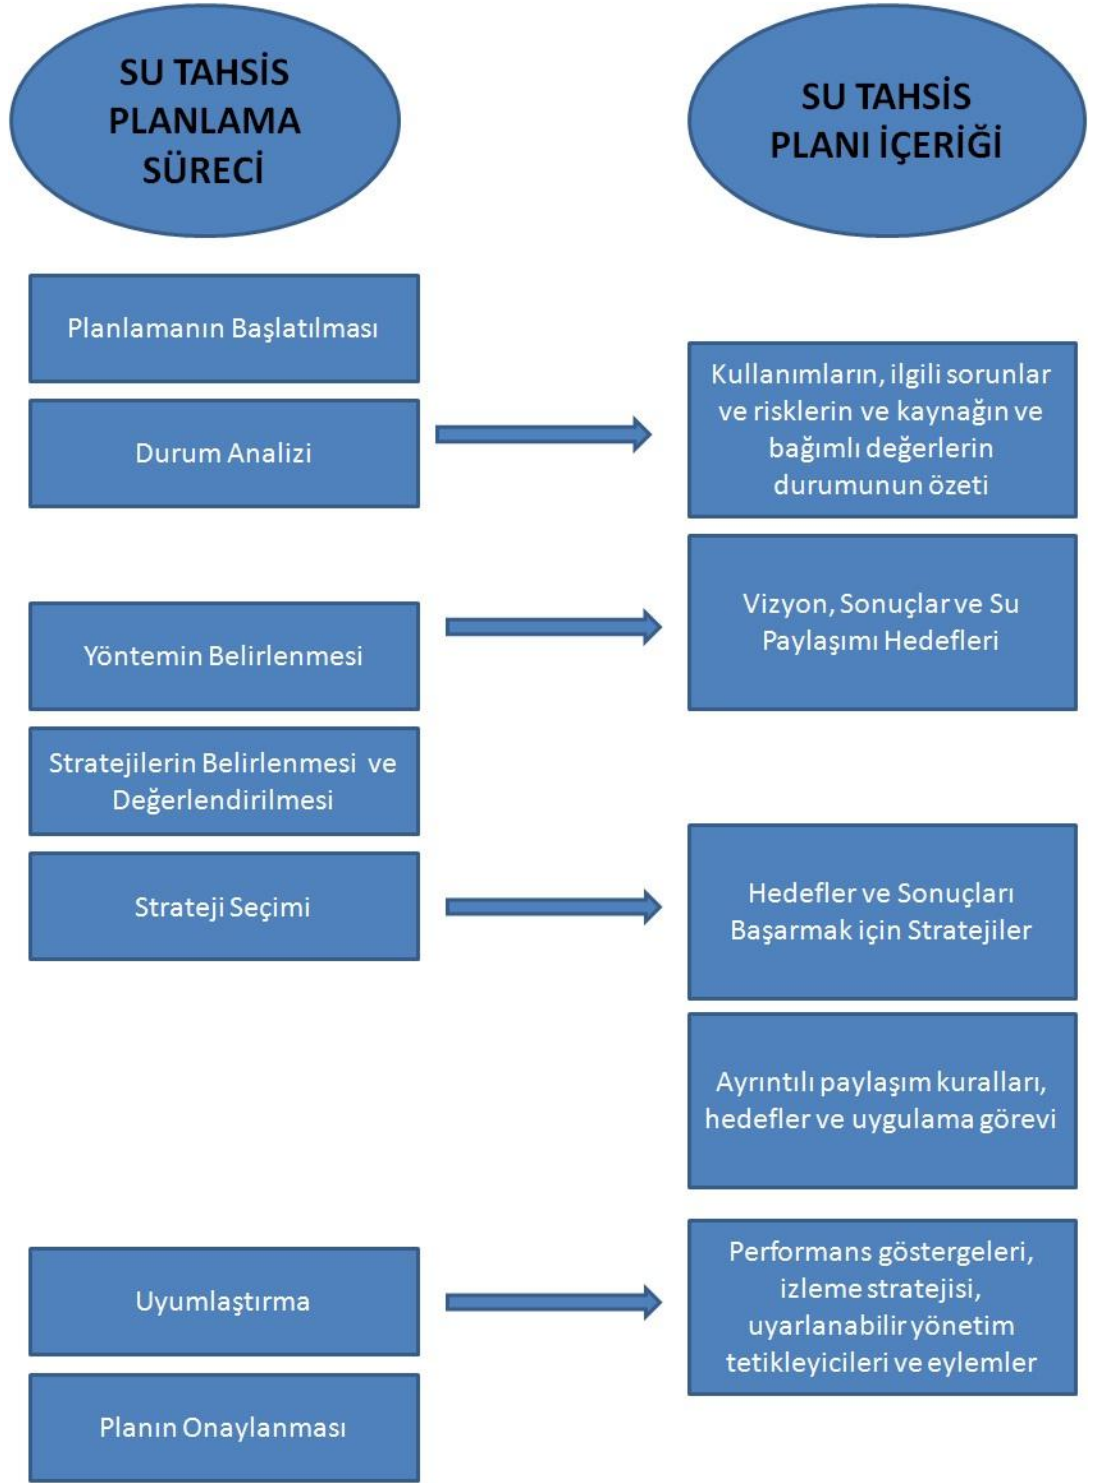 SU TAHSİS
PLANLAMA
SÜRECİ
SU TAHSİS
PLANI İÇERİĞİ
Planlamanın Başlatılması
Durum Analizi
Kullanımların, ilgili sorunlar
ve risklerin ve kaynağın ve
bağımlı değerlerin
durumunun özeti
Yöntemin Belirlenmesi
Vizyon, Sonuçlar ve Su
Paylaşımı Hedefleri
Stratejilerin Belirlenmesi ve
Değerlendirilmesi
Strateji Seçimi
Hedefler ve Sonuçları
Başarmak için Stratejiler
Ayrıntılı paylaşım kuralları,
hedefler ve uygulama görevi
Uyumlaştırma
Performans göstergeleri,
izleme stratejisi,
uyarlanabilir yönetim
tetikleyicileri ve eylemler
Planın Onaylanması